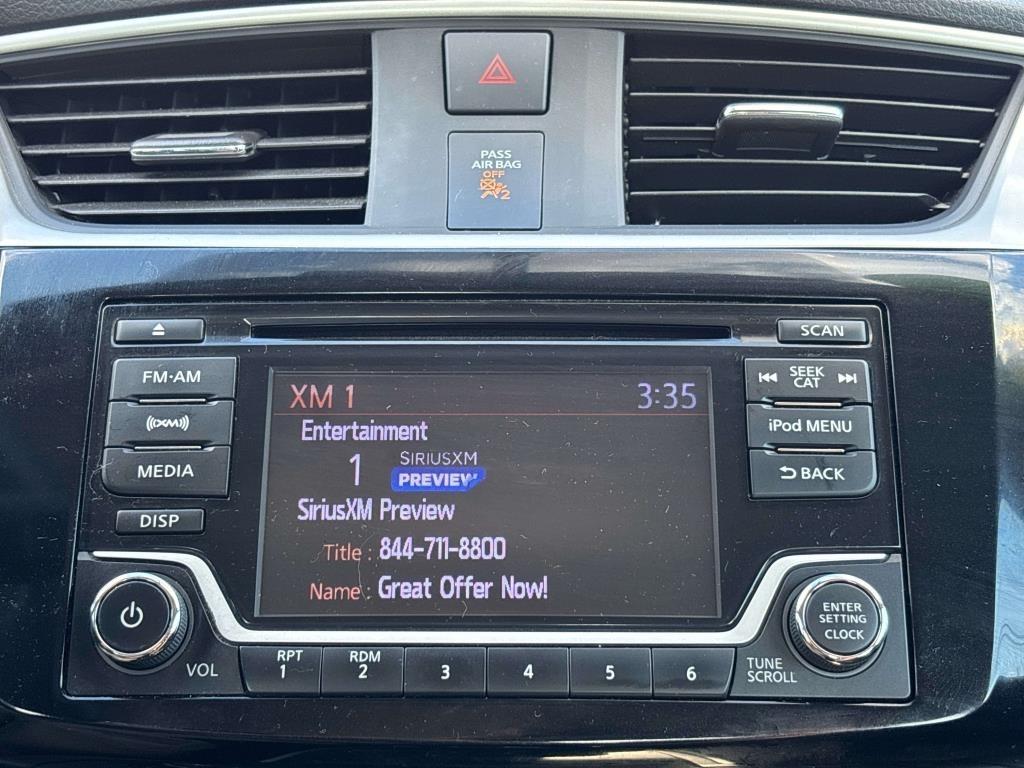 PASS
AIR BAG
OFF
2
SCAN
FM·AM
SEEK
CAT
XM
iPod MENU
MEDIA
BACK
DISP
XM 1 3:35
Entertainment
1 SIRIUSXM
PREVIEW
SiriusXM Preview
Title : 844-711-8800
Name : Great Offer Now!
ENTER
SETTING
CLOCK
VOL
RPT
1
RDM
2
3
4
5
6
TUNE
SCROLL